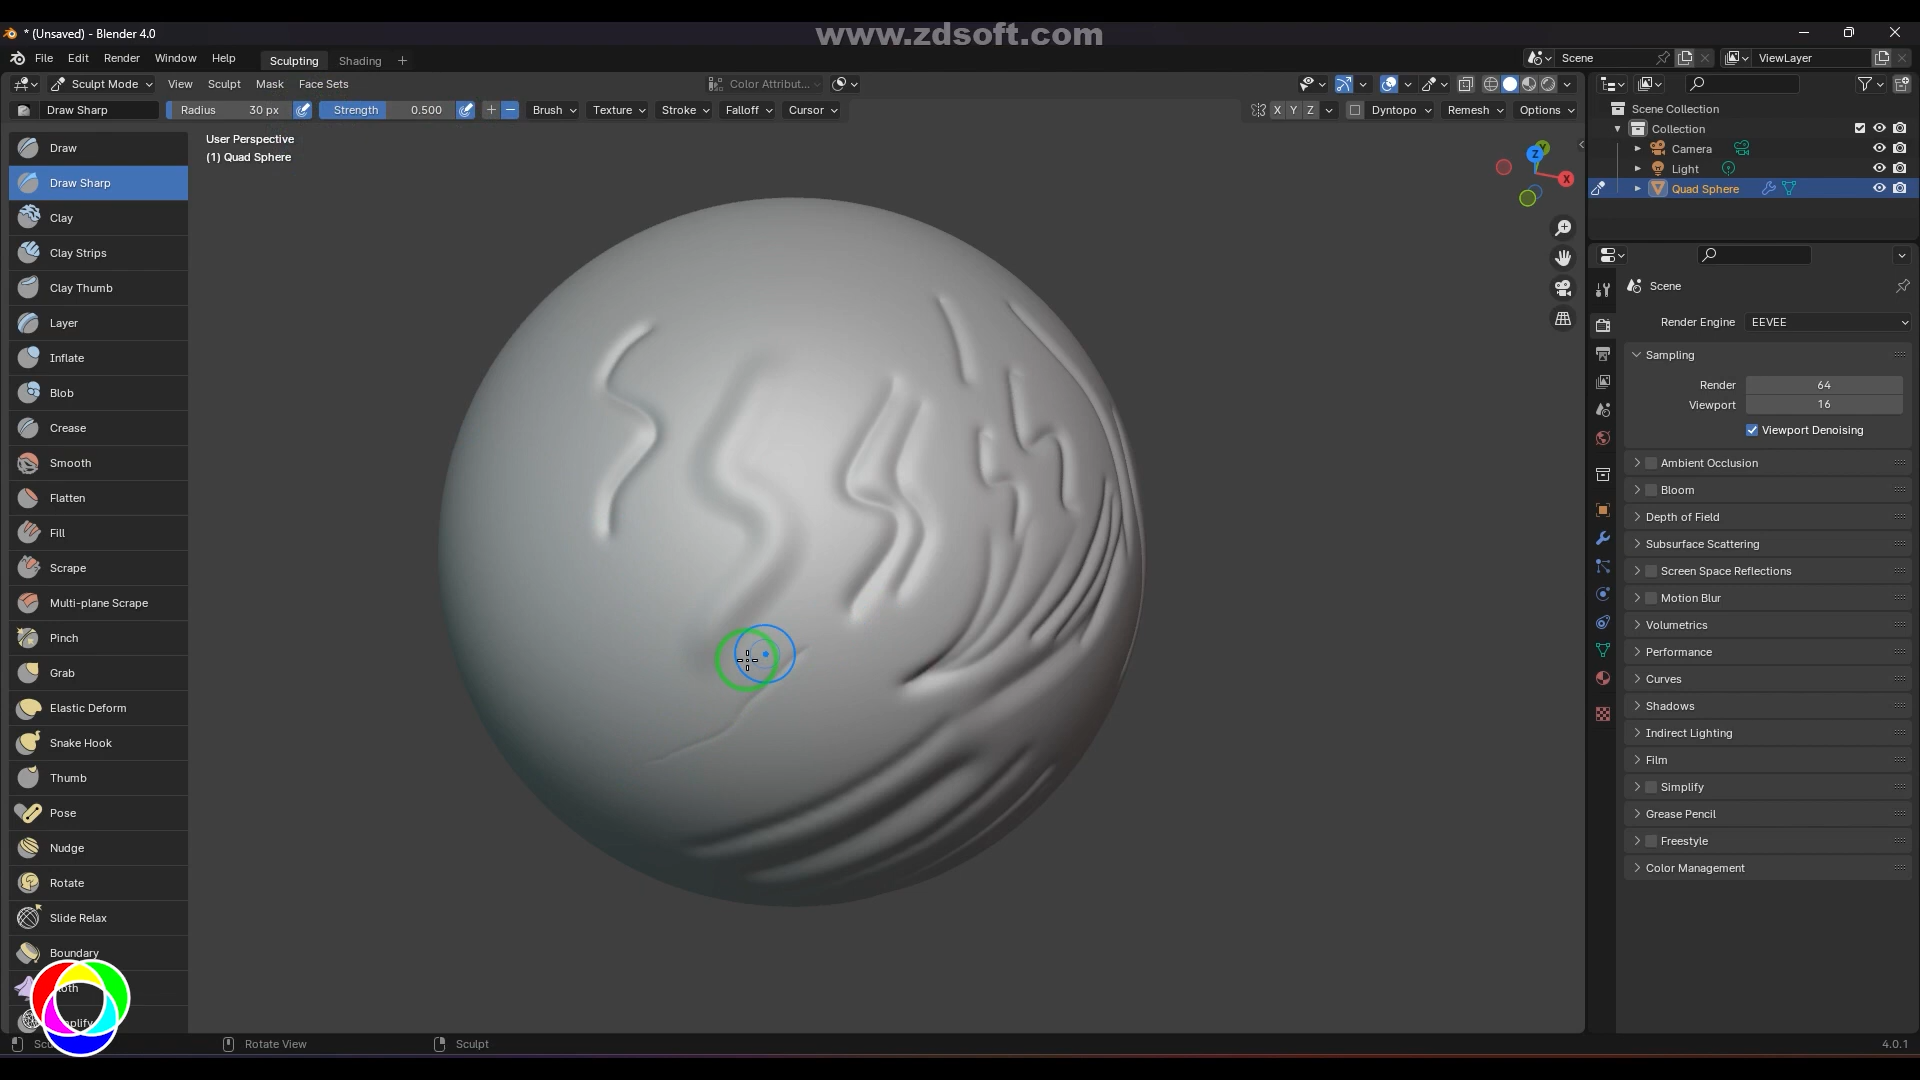 www.zdsoft.com
* (Unsaved) - Blender 4.0
File Edit Render Window Help
Sculpting Shading +
Scene
ViewLayer
Sculpt Mode View Sculpt Mask Face Sets
Color Attribut...
Draw Sharp
Radius 30 px
Strength 0.500
Brush Texture Stroke Falloff Cursor
X Y Z
Dyntopo Remesh Options
User Perspective
(1) Quad Sphere
Z
Y
X
Draw
Draw Sharp
Clay
Clay Strips
Clay Thumb
Layer
Inflate
Blob
Crease
Smooth
Flatten
Fill
Scrape
Multi-plane Scrape
Pinch
Grab
Elastic Deform
Snake Hook
Thumb
Pose
Nudge
Rotate
Slide Relax
Boundary
Scene Collection
Collection
Camera
Light
Quad Sphere
Scene
Render Engine EEVEE
Sampling
Render 64
Viewport 16
Viewport Denoising
Ambient Occlusion
Bloom
Depth of Field
Subsurface Scattering
Screen Space Reflections
Motion Blur
Volumetrics
Performance
Curves
Shadows
Indirect Lighting
Film
Simplify
Grease Pencil
Freestyle
Color Management
Rotate View
Sculpt
4.0.1